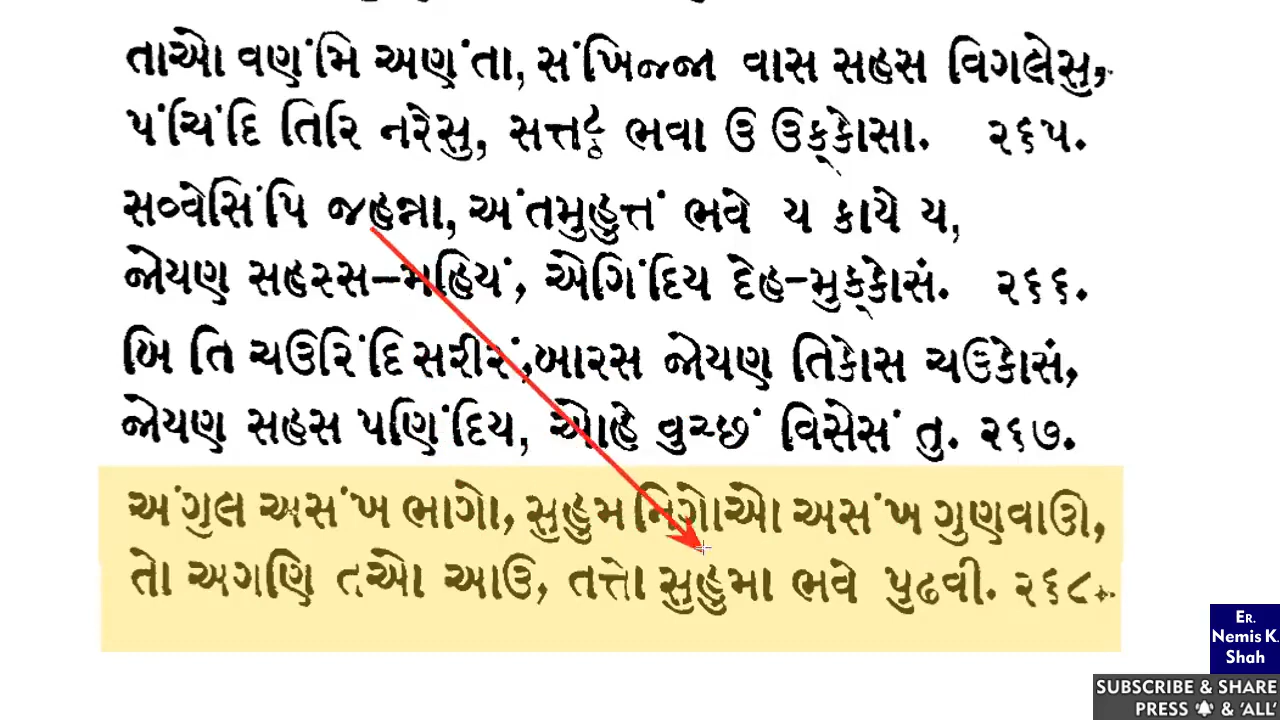 તાઓ વણંમિ અણંતા, સંખિજ્જા વાસ સહસ વિગલેસુ,
પંચિંદિ તિરિ નરેસુ, સત્તટ્ઠ ભવા ઉ ઉક્કોસા. ૨૬૫.
સવ્વેસિંપિ જહન્ના, અંતમુહુત્તં ભવે ય કાયે ય,
જોયણ સહસ્સ-મહિયં, એગિંદિય દેહ-મુક્કોસં. ૨૬૬.
બિ તિ ચઉરિંદિ સરીરં, બારસ જોયણ તિકોસ ચઉકોસં,
જોયણ સહસ પણિંદિય, ઓહે વુચ્છં વિસેસં તુ. ૨૬૭.
અંગુલ અસંખ ભાગો, સુહુમ નિગોઓ અસંખ ગુણવાઊ,
તો અગણિ તઓ આઉ, તત્તો સુહુમા ભવે પુઢવી. ૨૬૮.
ER.
Nemis K.
Shah
SUBSCRIBE & SHARE
PRESS & 'ALL'